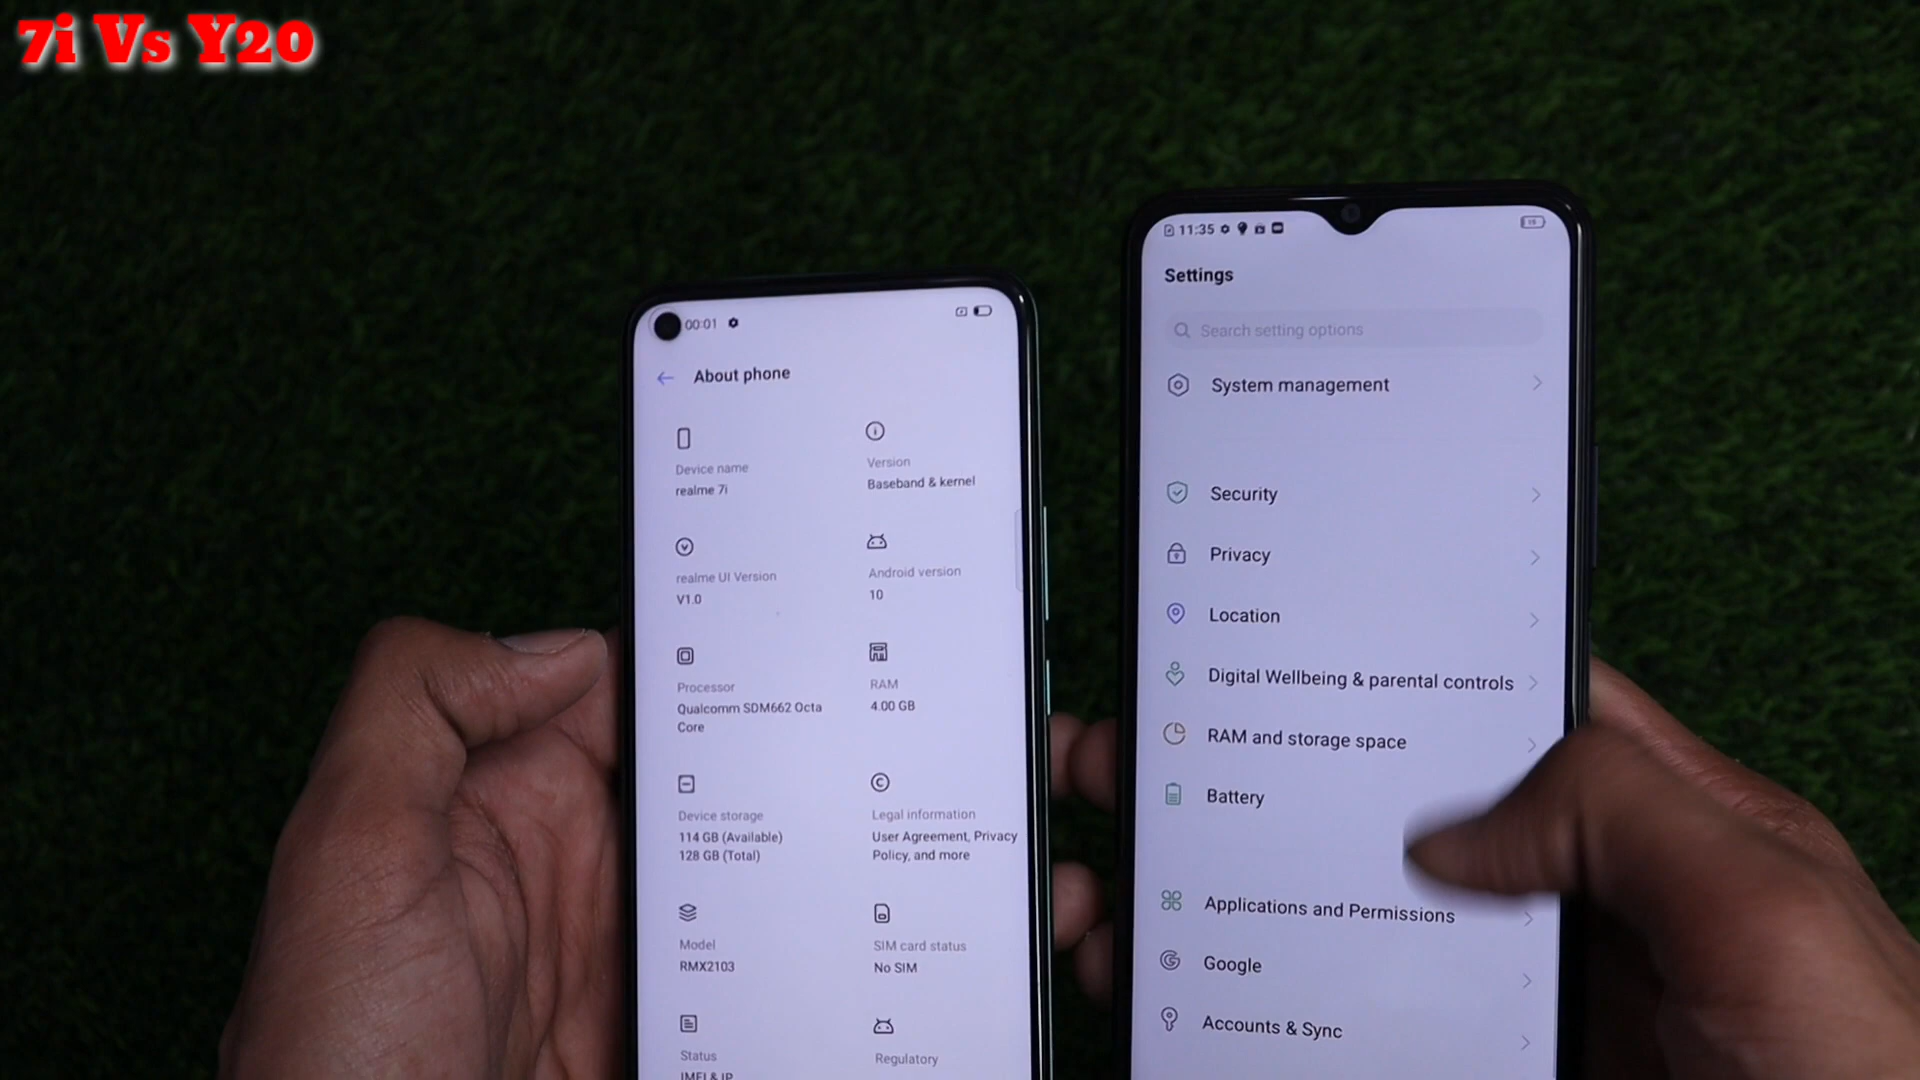 7i Vs Y20
00:01
About phone
Device name
realme 7i
Version
Baseband & kernel
realme UI Version
V1.0
Android version
10
Processor
Qualcomm SDM662 Octa
Core
RAM
4.00 GB
Device storage
114 GB (Available)
128 GB (Total)
Legal information
User Agreement, Privacy
Policy, and more
Model
RMX2103
SIM card status
No SIM
Status
IMEI & IP
Regulatory
11:35
Settings
Search setting options
System management
Security
Privacy
Location
Digital Wellbeing & parental controls
RAM and storage space
Battery
Applications and Permissions
Google
Accounts & Sync